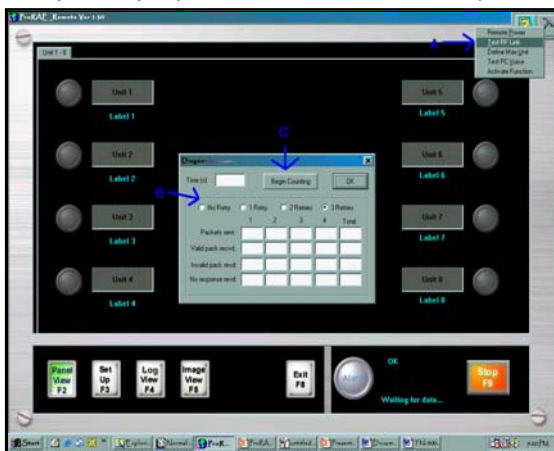 ProRAE_Remote Ver 1.50
Remote Power
A
Test RF Link
Define Max Unit
Test PC Voice
Activate Function
Unit 1 - 8
Unit 1
Label 1
Unit 5
Label 5
Unit 2
Label 2
Unit 6
Label 6
Unit 3
Label 3
Unit 7
Label 7
Unit 4
Label 4
Unit 8
Label 8
C
Time (s)
Begin Counting
OK
B
No Retry
1 Retry
2 Retries
3 Retries
1 2 3 4 Total
Packets sent:
Valid pack recvd:
Invalid pack revd:
No response revd:
Panel View F2
Set Up F3
Log View F4
Image View F5
Exit F8
Alarm
OK
Waiting for data...
Stop F9
Start